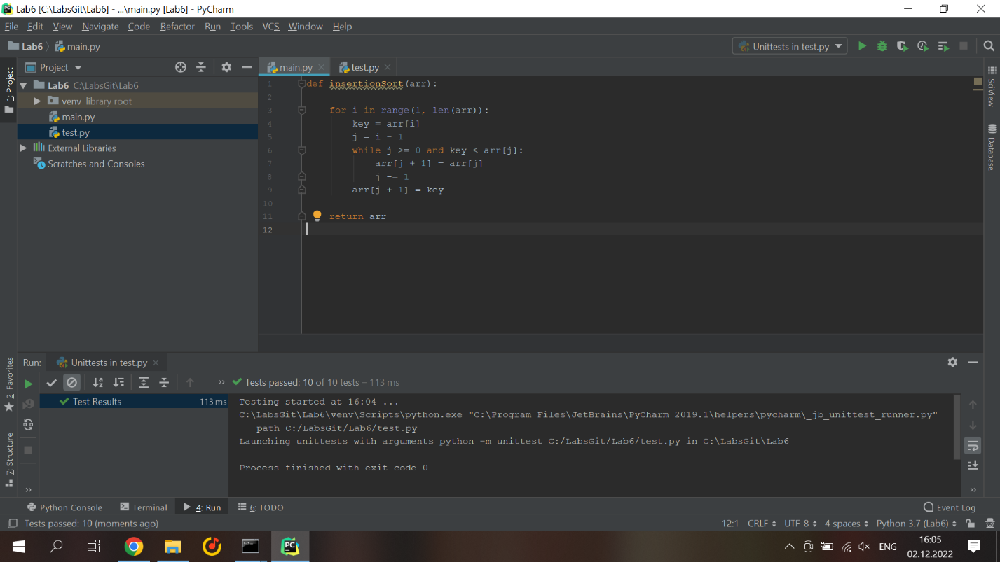 Lab6 [C:\LabsGit\Lab6] - ...\main.py [Lab6] - PyCharm
File Edit View Navigate Code Refactor Run Tools VCS Window Help
Lab6 main.py Unittests in test.py
1: Project
Project
main.py test.py
Lab6 C:\LabsGit\Lab6
venv library root
main.py
test.py
External Libraries
Scratches and Consoles
1 def insertionSort(arr):
2
3 for i in range(1, len(arr)):
4 key = arr[i]
5 j = i - 1
6 while j >= 0 and key < arr[j]:
7 arr[j + 1] = arr[j]
8 j -= 1
9 arr[j + 1] = key
10
11 return arr
12
SciView
Database
2: Favorites
7: Structure
Run: Unittests in test.py
Tests passed: 10 of 10 tests – 113 ms
Test Results 113 ms
Testing started at 16:04 ...
C:\LabsGit\Lab6\venv\Scripts\python.exe "C:\Program Files\JetBrains\PyCharm 2019.1\helpers\pycharm\_jb_unittest_runner.py"
--path C:/LabsGit/Lab6/test.py
Launching unittests with arguments python -m unittest C:/LabsGit/Lab6/test.py in C:\LabsGit\Lab6
Process finished with exit code 0
Python Console Terminal 4: Run 6: TODO Event Log
Tests passed: 10 (moments ago) 12:1 CRLF UTF-8 4 spaces Python 3.7 (Lab6)
PC ENG 16:05
02.12.2022